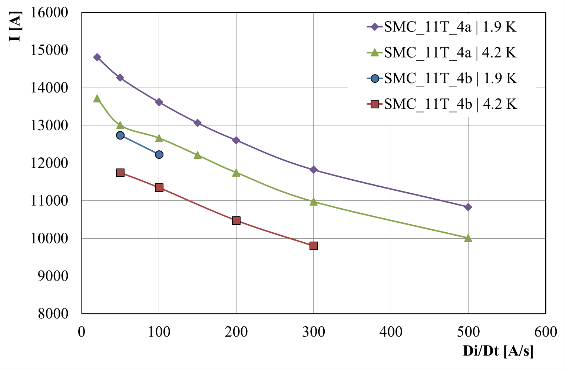 I [A]
16000
15000
14000
13000
12000
11000
10000
9000
8000
SMC_11T_4a | 1.9 K
SMC_11T_4a | 4.2 K
SMC_11T_4b | 1.9 K
SMC_11T_4b | 4.2 K
0 100 200 300 400 500 600
Di/Dt [A/s]